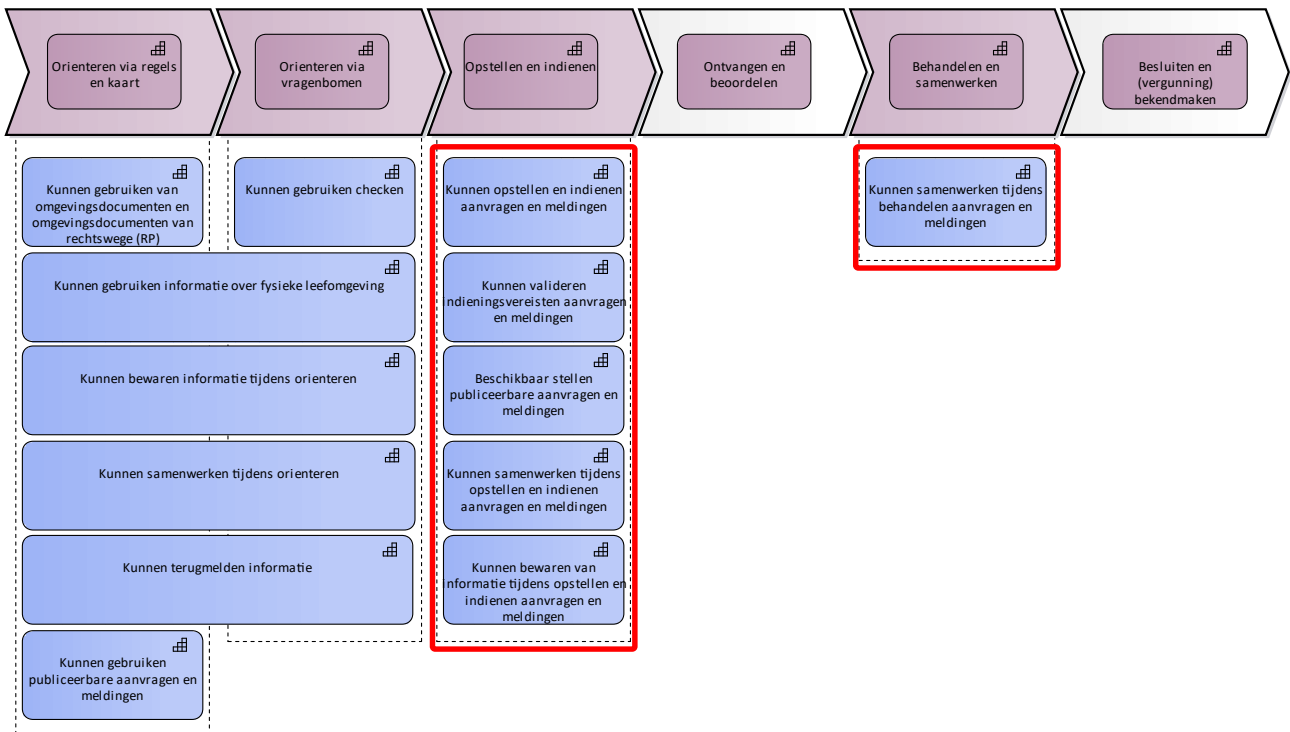 Orienteren via regels
en kaart
Orienteren via
vragenbomen
Opstellen en indienen
Ontvangen en
beoordelen
Behandelen en
samenwerken
Besluiten en
(vergunning)
bekendmaken
Kunnen gebruiken van
omgevingsdocumenten en
omgevingsdocumenten van
rechtswege (RP)
Kunnen gebruiken checken
Kunnen opstellen en indienen
aanvragen en meldingen
Kunnen samenwerken tijdens
behandelen aanvragen en
meldingen
Kunnen gebruiken informatie over fysieke leefomgeving
Kunnen valideren
indieningsvereisten aanvragen
en meldingen
Kunnen bewaren informatie tijdens orienteren
Beschikbaar stellen
publiceerbare aanvragen en
meldingen
Kunnen samenwerken tijdens orienteren
Kunnen samenwerken tijdens
opstellen en indienen
aanvragen en meldingen
Kunnen terugmelden informatie
Kunnen bewaren van
informatie tijdens opstellen en
indienen aanvragen en
meldingen
Kunnen gebruiken
publiceerbare aanvragen en
meldingen